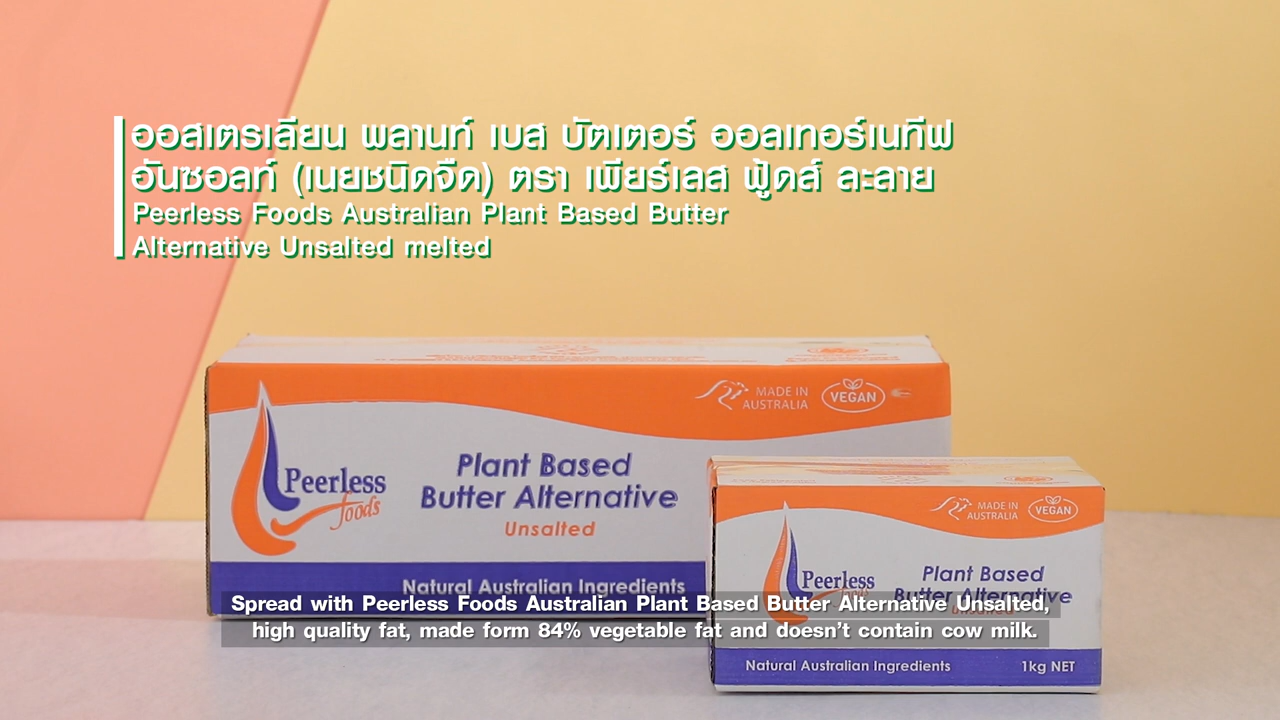 ออสเตรเลียน พลานท์ เบส บัตเตอร์ ออลเทอร์เนทีฟ
อันซอลท์ (เนยชนิดจืด) ตรา เพียร์เลส ฟู้ดส์ ละลาย
Peerless Foods Australian Plant Based Butter
Alternative Unsalted melted
MADE IN
AUSTRALIA
VEGAN
Peerless
foods
Plant Based
Butter Alternative
Unsalted
Natural Australian Ingredients
MADE IN
AUSTRALIA
VEGAN
Peerless
foods
Plant Based
Butter Alternative
Spread with Peerless Foods Australian Plant Based Butter Alternative Unsalted,
high quality fat, made form 84% vegetable fat and doesn’t contain cow milk.
Natural Australian Ingredients
1kg NET